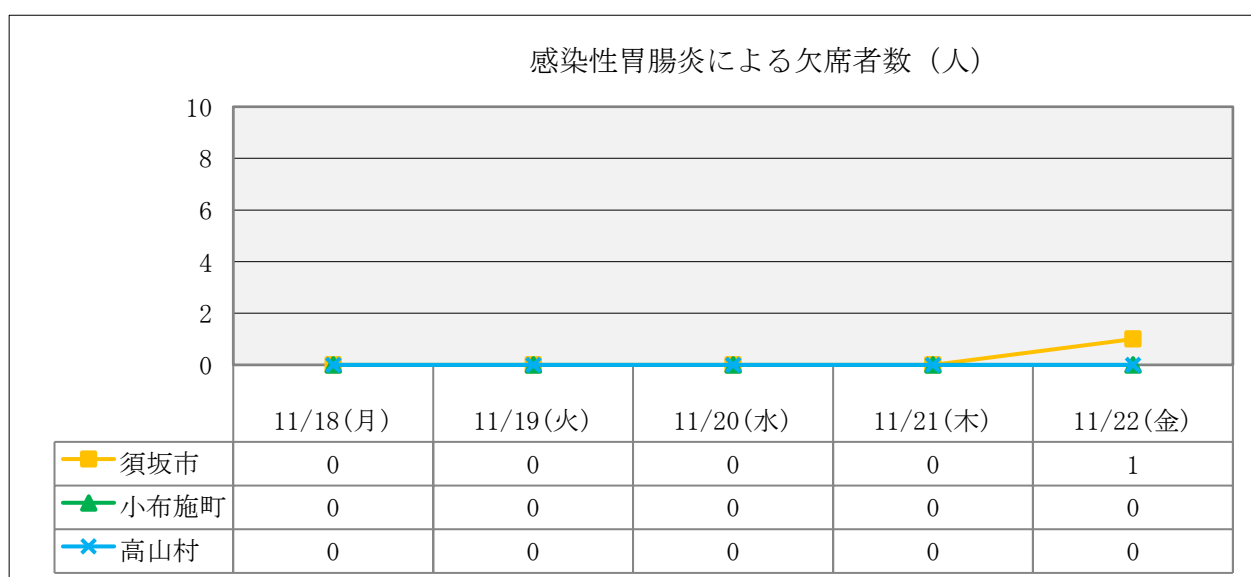 感染性胃腸炎による欠席者数（人）
10
8
6
4
2
0
11/18(月) 11/19(火) 11/20(水) 11/21(木) 11/22(金)
須坂市 0 0 0 0 1
小布施町 0 0 0 0 0
高山村 0 0 0 0 0